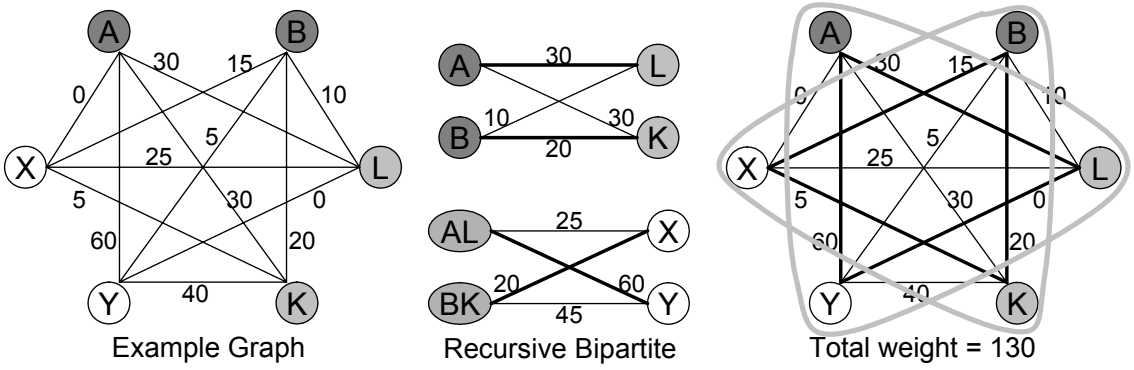 A B
30 15
0 10
5
X 25 L
5 30 0
60 20
Y 40 K
Example Graph
A 30 L
B 10 30 K
20
AL 25 X
20 60
BK 45 Y
Recursive Bipartite
A B
30 15
0 10
5
X 25 L
5 30 0
60 20
Y 40 K
Total weight = 130